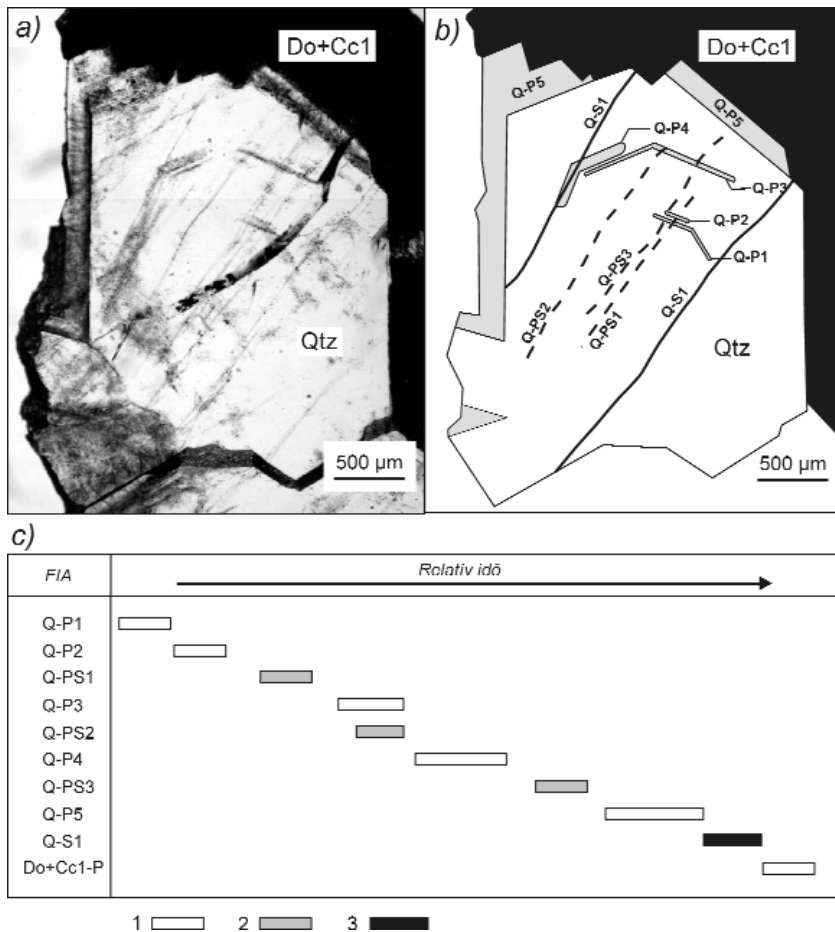 a)
Do+Cc1
Qtz
500 µm
b)
Do+Cc1
Q-P5
Q-S1
Q-P4
Q-P5
Q-P3
Q-P2
Q-P1
Q-PS3
Q-PS2
Q-PS1
Q-S1
Qtz
500 µm
c)
FIA Relatív idő
Q-P1
Q-P2
Q-PS1
Q-P3
Q-PS2
Q-P4
Q-PS3
Q-P5
Q-S1
Do+Cc1-P
1 2 3